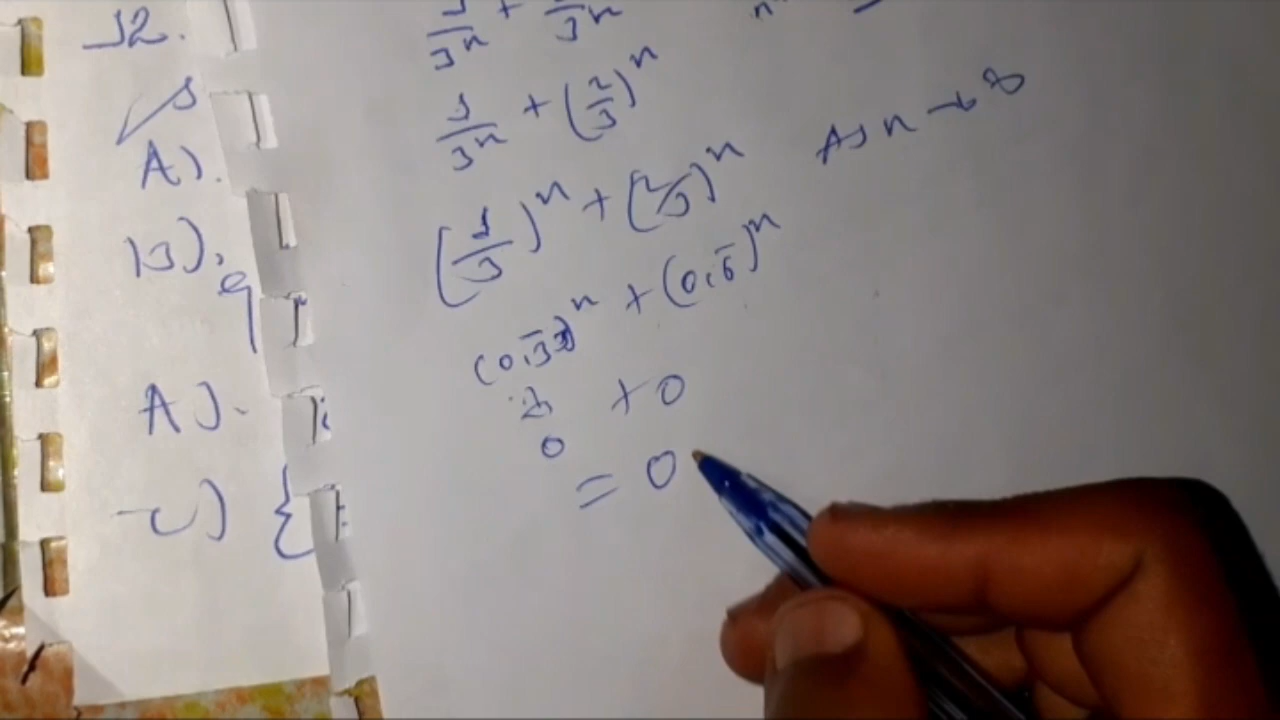 12.
A).
B).
A).
C) {
1/3ⁿ + (2/3)ⁿ
(1/3)ⁿ + (2/3)ⁿ As n → ∞
(0.3̅)ⁿ + (0.6̅)ⁿ
0 + 0
= 0